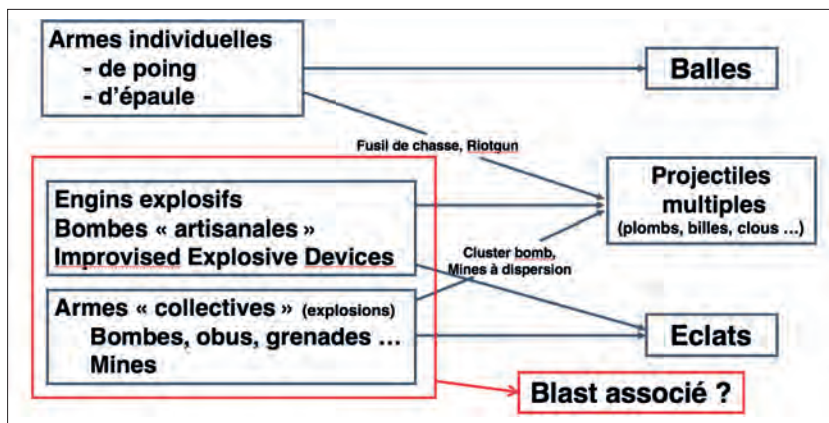 Armes individuelles
- de poing
- d'épaule
Balles
Fusil de chasse, Riotgun
Projectiles
multiples
(plombs, billes, clous ...)
Engins explosifs
Bombes « artisanales »
Improvised Explosive Devices
Cluster bomb,
Mines à dispersion
Armes « collectives » (explosions)
Bombes, obus, grenades ...
Mines
Eclats
Blast associé ?